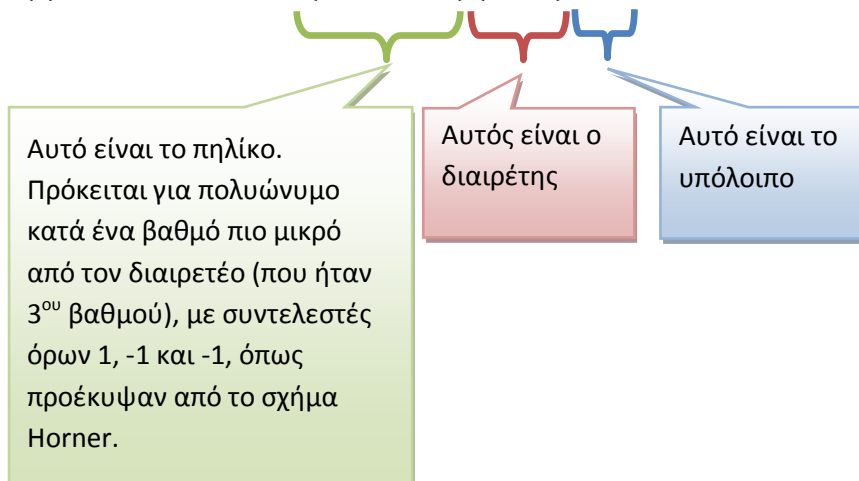 Αυτό είναι το πηλίκο.
Πρόκειται για πολυώνυμο
κατά ένα βαθμό πιο μικρό
από τον διαιρετέο (που ήταν
3ου βαθμού), με συντελεστές
όρων 1, -1 και -1, όπως
προέκυψαν από το σχήμα
Horner.
Αυτός είναι ο
διαιρέτης
Αυτό είναι το
υπόλοιπο